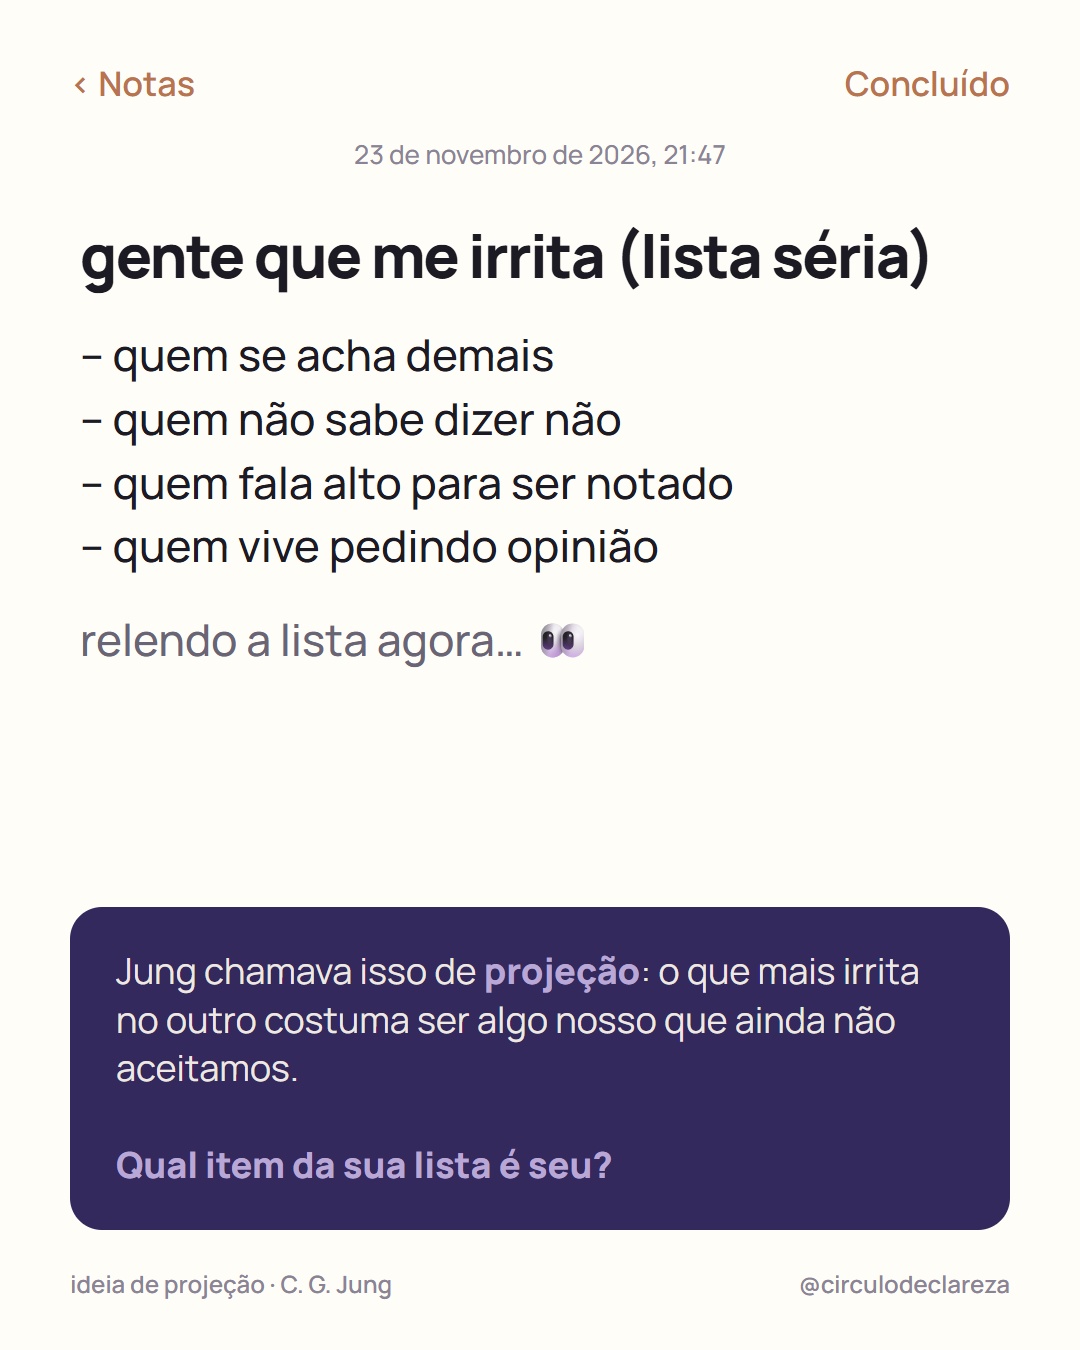 ‹ Notas
Concluído
23 de novembro de 2026, 21:47
gente que me irrita (lista séria)
– quem se acha demais
– quem não sabe dizer não
– quem fala alto para ser notado
– quem vive pedindo opinião
relendo a lista agora... 👀
Jung chamava isso de projeção: o que mais irrita
no outro costuma ser algo nosso que ainda não
aceitamos.
Qual item da sua lista é seu?
ideia de projeção · C. G. Jung
@circulodeclareza